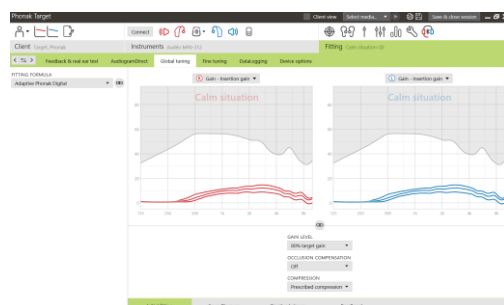 Phonak Target
Client view Select media... Save & close session
Connect
Client Target, Phonak Instruments Audéo M90-312 Fitting Calm situation
Feedback & real ear test AudiogramDirect Global tuning Fine tuning DataLogging Device options
FITTING FORMULA
Adaptive Phonak Digital
R Gain - Insertion gain L Gain - Insertion gain
Calm situation Calm situation
GAIN LEVEL
80% target gain
OCCLUSION COMPENSATION
Off
COMPRESSION
Prescribed compression